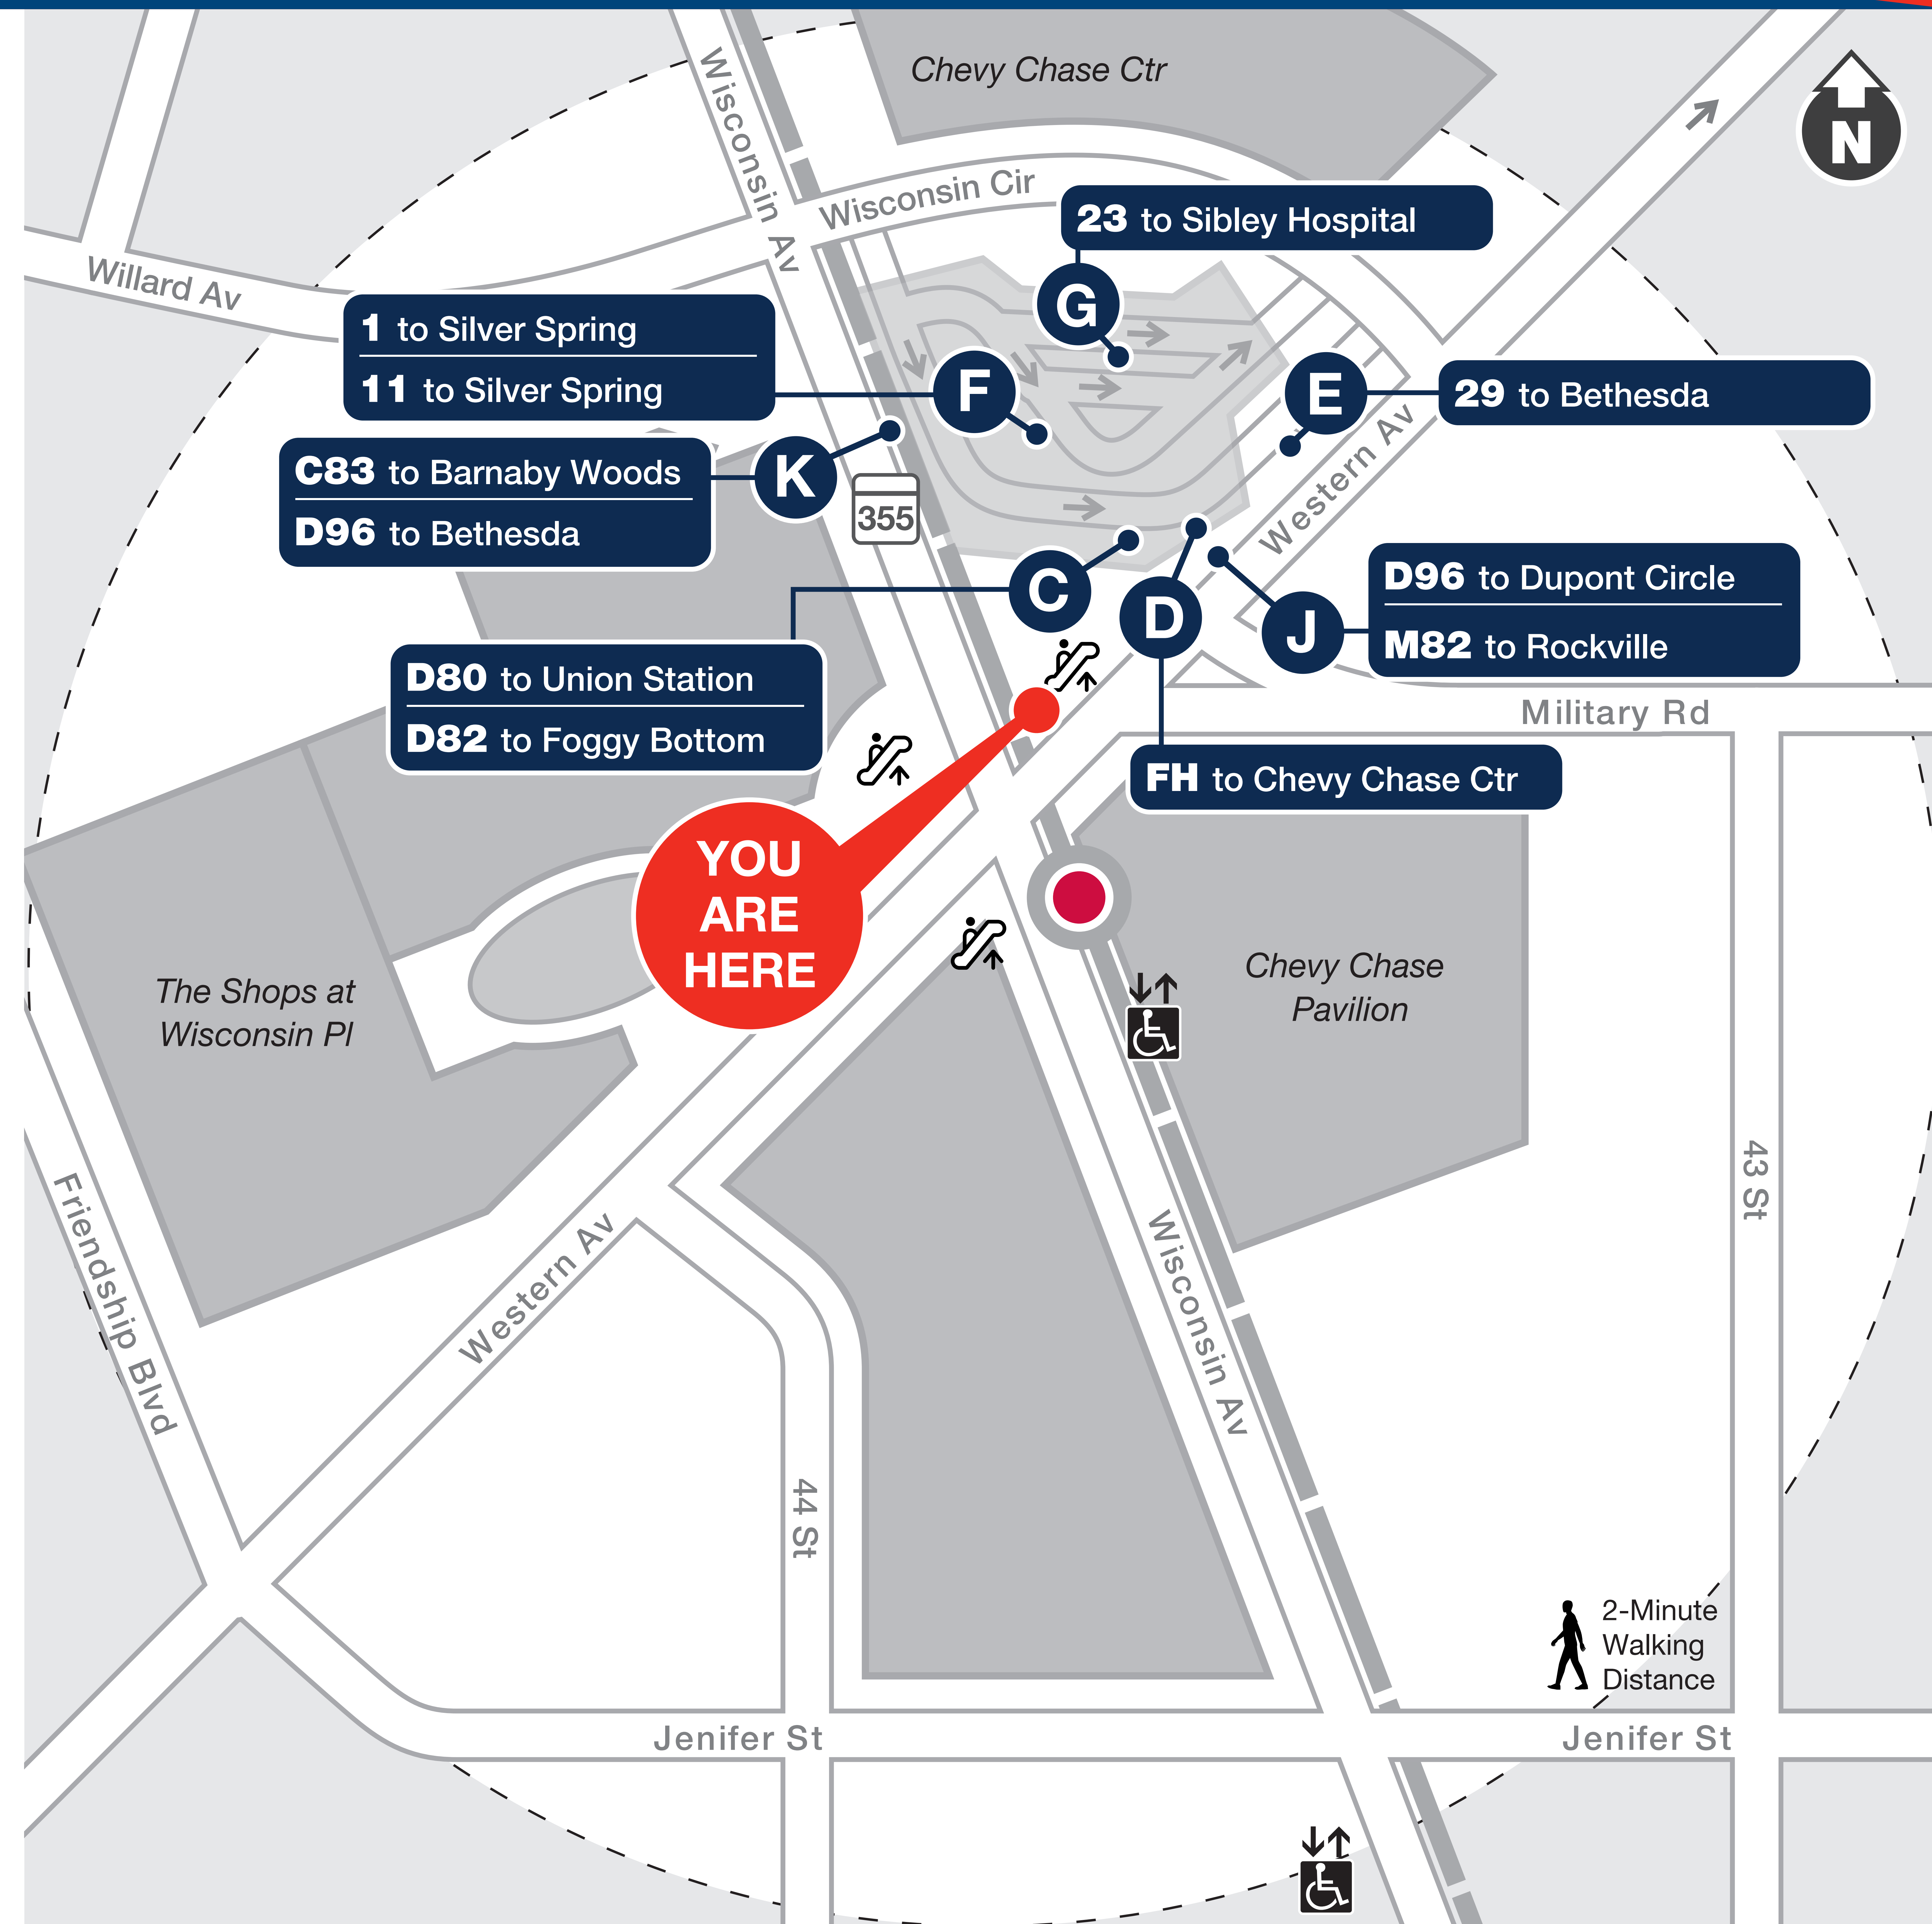 Chevy Chase Ctr
N
Wisconsin Av
Wisconsin Cir
23 to Sibley Hospital
G
Willard Av
1 to Silver Spring
11 to Silver Spring
F
E
29 to Bethesda
Western Av
C83 to Barnaby Woods
D96 to Bethesda
K
355
C
D
J
D96 to Dupont Circle
M82 to Rockville
D80 to Union Station
D82 to Foggy Bottom
Military Rd
FH to Chevy Chase Ctr
YOU
ARE
HERE
The Shops at
Wisconsin Pl
Chevy Chase
Pavilion
43 St
Friendship Blvd
Western Av
Wisconsin Av
44 St
2-Minute
Walking
Distance
Jenifer St
Jenifer St